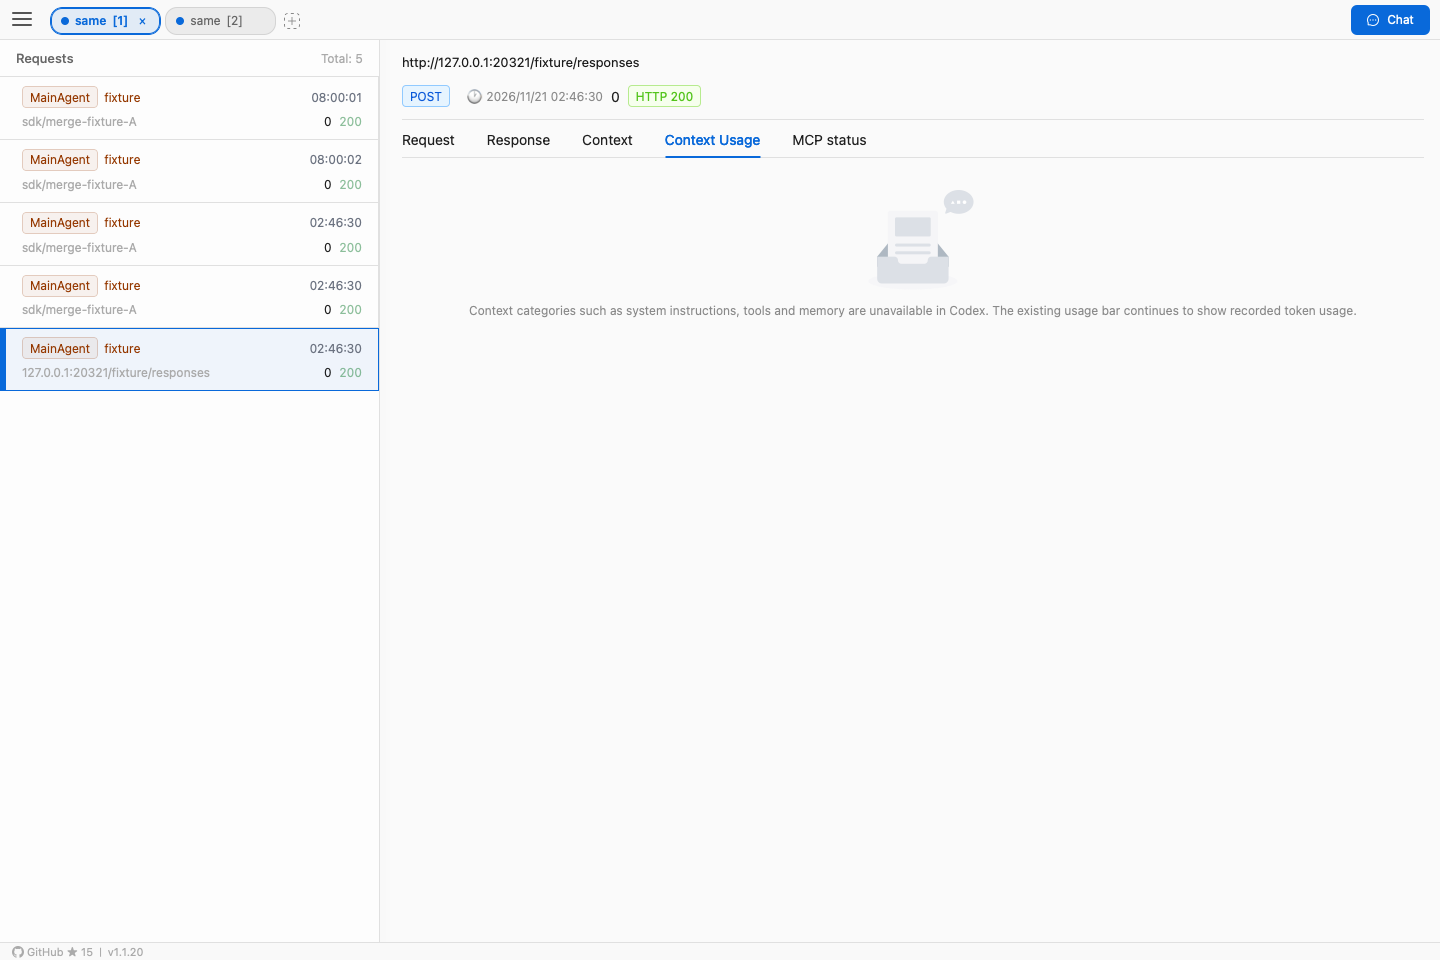 same [1] ×
same [2]
Chat
Requests
Total: 5
MainAgent fixture 08:00:01
sdk/merge-fixture-A 0 200
MainAgent fixture 08:00:02
sdk/merge-fixture-A 0 200
MainAgent fixture 02:46:30
sdk/merge-fixture-A 0 200
MainAgent fixture 02:46:30
sdk/merge-fixture-A 0 200
MainAgent fixture 02:46:30
127.0.0.1:20321/fixture/responses 0 200
http://127.0.0.1:20321/fixture/responses
POST 2026/11/21 02:46:30 0 HTTP 200
Request Response Context Context Usage MCP status
Context categories such as system instructions, tools and memory are unavailable in Codex. The existing usage bar continues to show recorded token usage.
GitHub ★ 15 | v1.1.20